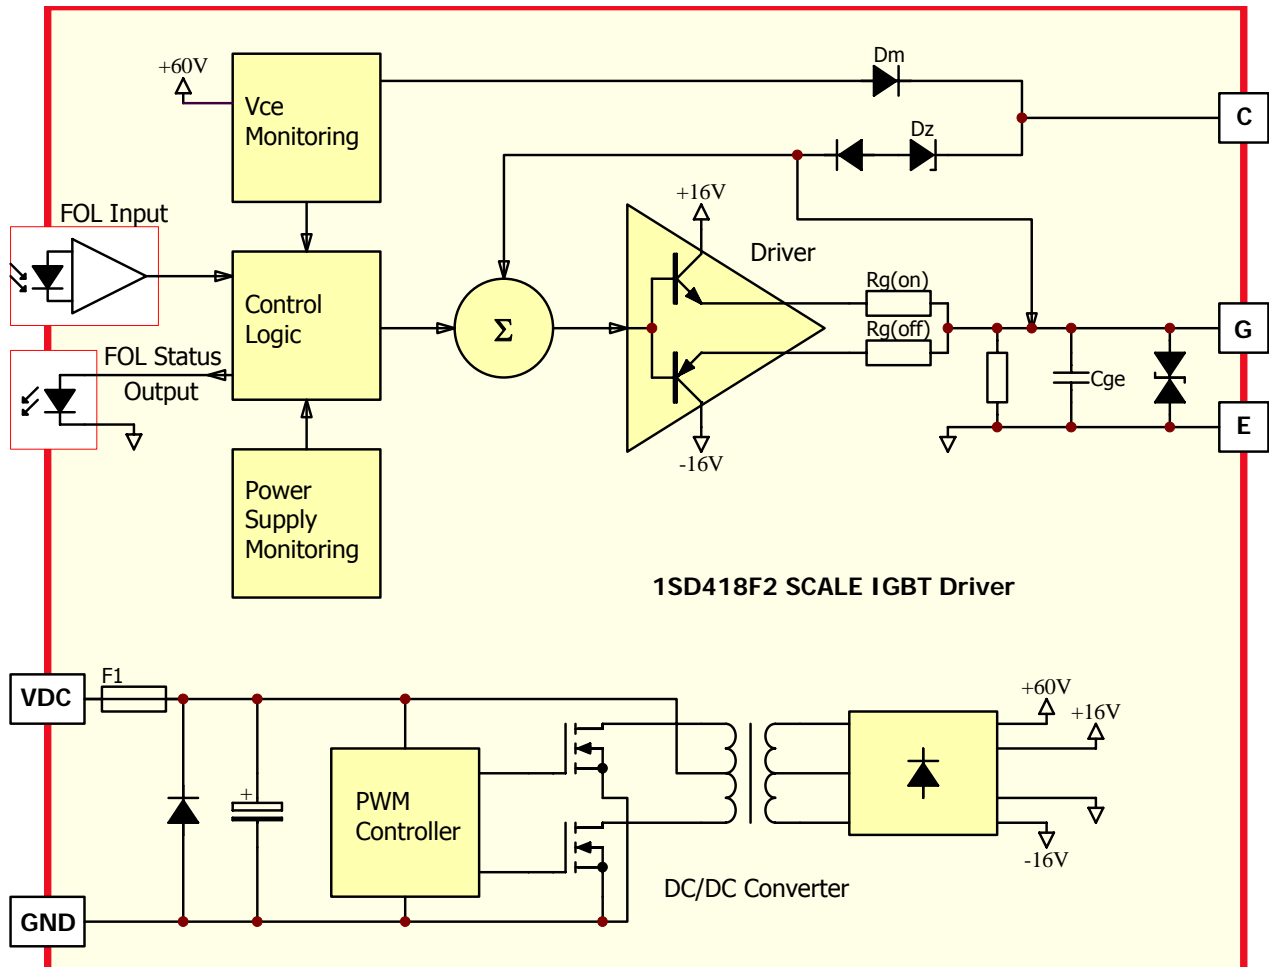 Dm
+60V
C
Vce
Monitoring
Dz
+16V
FOL Input
Driver
Rg(on)
Control
Logic
Σ
Rg(off)
G
FOL Status
Output
Cge
E
-16V
Power
Supply
Monitoring
1SD418F2 SCALE IGBT Driver
VDC
F1
+60V
+16V
+
PWM
Controller
-16V
DC/DC Converter
GND